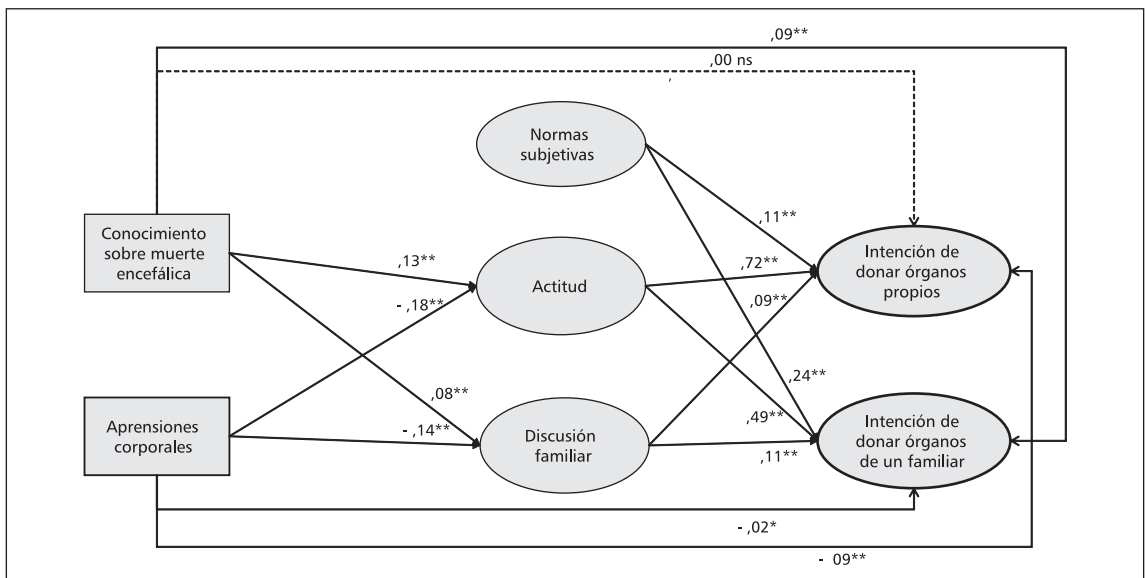 ,09**
,00 ns
,
Normas
subjetivas
Conocimiento
sobre muerte
encefálica
,11**
Intención de
donar órganos
propios
,13**
Actitud
,72**
- ,18**
,09**
,08**
,24**
,49**
Aprensiones
corporales
- ,14**
Discusión
familiar
,11**
Intención de
donar órganos
de un familiar
- ,02*
- 09**